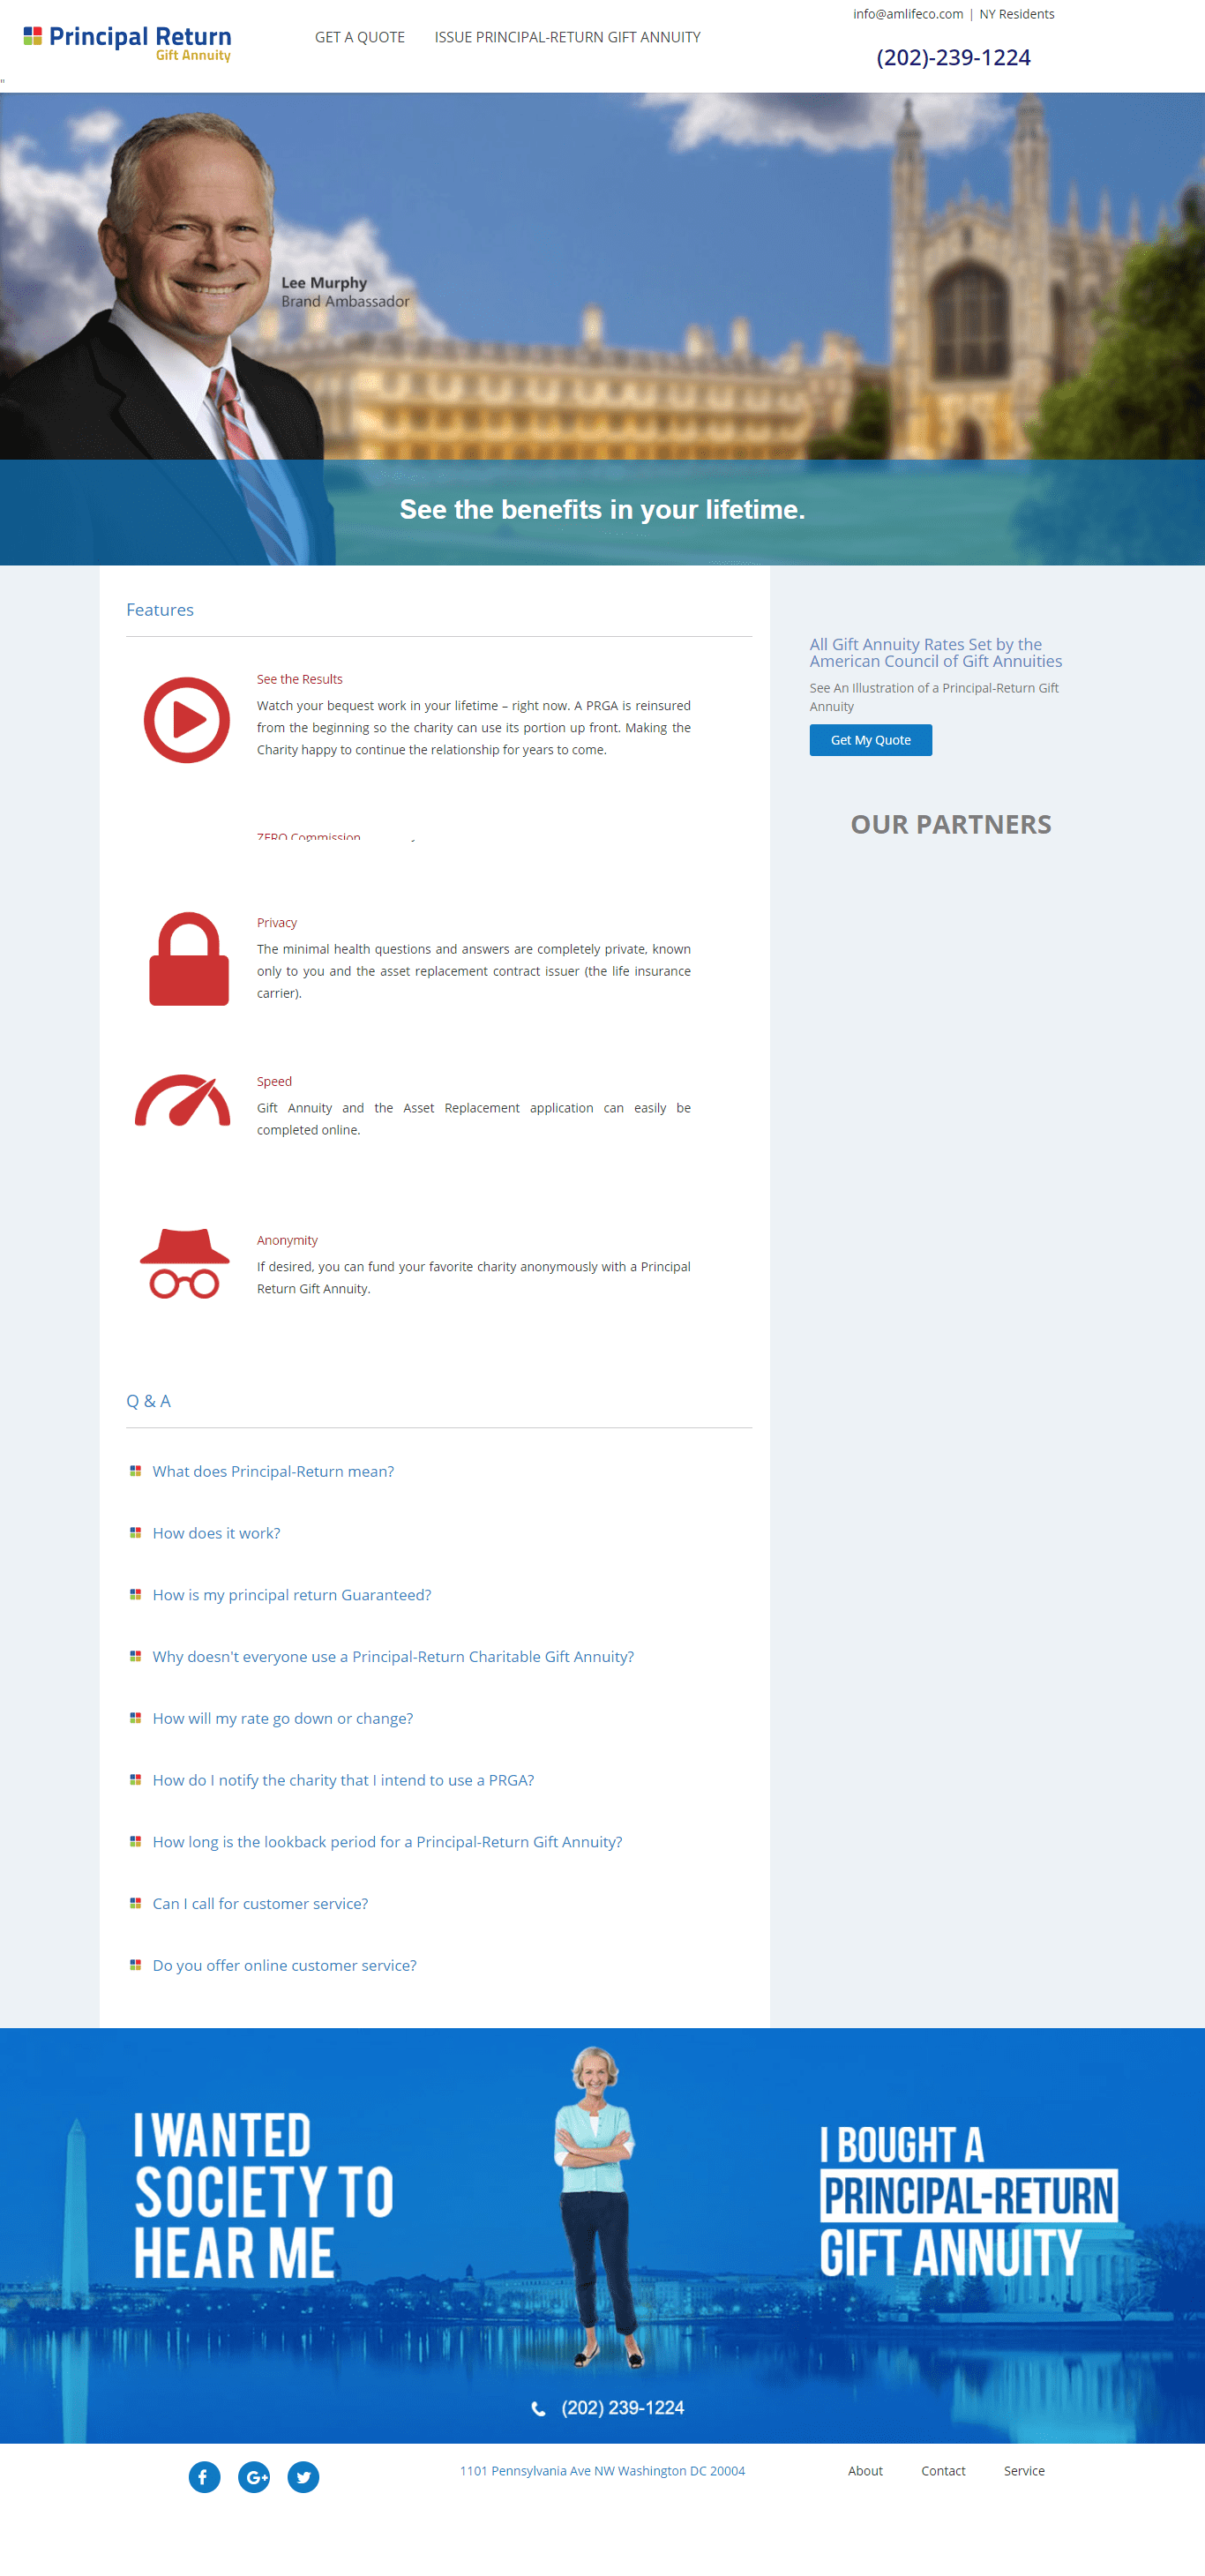 info@amlifeco.com | NY Residents
Principal Return
Gift Annuity
GET A QUOTE
ISSUE PRINCIPAL-RETURN GIFT ANNUITY
(202)-239-1224
"
Lee Murphy
Brand Ambassador
See the benefits in your lifetime.
Features
See the Results
Watch your bequest work in your lifetime – right now. A PRGA is reinsured
from the beginning so the charity can use its portion up front. Making the
Charity happy to continue the relationship for years to come.
ZERO Commission
Privacy
The minimal health questions and answers are completely private, known
only to you and the asset replacement contract issuer (the life insurance
carrier).
Speed
Gift Annuity and the Asset Replacement application can easily be
completed online.
Anonymity
If desired, you can fund your favorite charity anonymously with a Principal
Return Gift Annuity.
All Gift Annuity Rates Set by the
American Council of Gift Annuities
See An Illustration of a Principal-Return Gift
Annuity
Get My Quote
OUR PARTNERS
Q & A
What does Principal-Return mean?
How does it work?
How is my principal return Guaranteed?
Why doesn't everyone use a Principal-Return Charitable Gift Annuity?
How will my rate go down or change?
How do I notify the charity that I intend to use a PRGA?
How long is the lookback period for a Principal-Return Gift Annuity?
Can I call for customer service?
Do you offer online customer service?
I WANTED
SOCIETY TO
HEAR ME
I BOUGHT A
PRINCIPAL-RETURN
GIFT ANNUITY
(202) 239-1224
1101 Pennsylvania Ave NW Washington DC 20004
About
Contact
Service